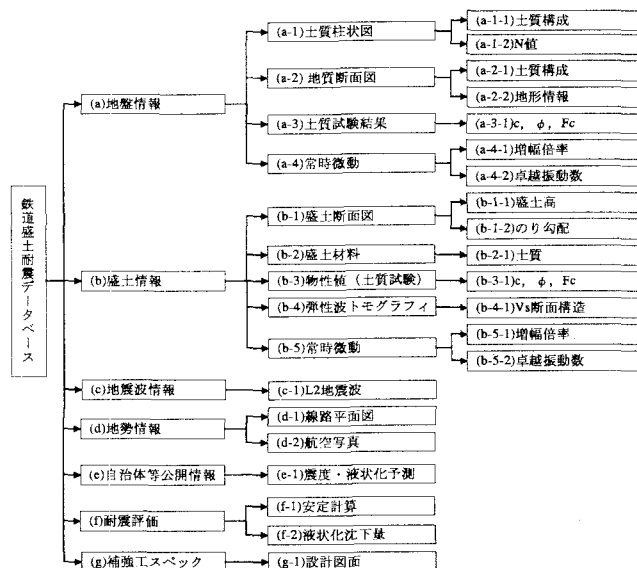 鉄道盛土耐震データベース
(a)地盤情報
(a-1)土質柱状図
(a-1-1)土質構成
(a-1-2)N値
(a-2) 地質断面図
(a-2-1)土質構成
(a-2-2)地形情報
(a-3)土質試験結果
(a-3-1)c， φ，Fc
(a-4)常時微動
(a-4-1)増幅倍率
(a-4-2)卓越振動数
(b)盛土情報
(b-1)盛土断面図
(b-1-1)盛土高
(b-1-2)のり勾配
(b-2)盛土材料
(b-2-1)土質
(b-3)物性値（土質試験）
(b-3-1)c，φ，Fc
(b-4)弾性波トモグラフィ
(b-4-1)Vs断面構造
(b-5)常時微動
(b-5-1)増幅倍率
(b-5-2)卓越振動数
(c)地震波情報
(c-1)L2地震波
(d)地勢情報
(d-1)線路平面図
(d-2)航空写真
(e)自治体等公開情報
(e-1)震度・液状化予測
(f)耐震評価
(f-1)安定計算
(f-2)液状化沈下量
(g)補強工スペック
(g-1)設計図面